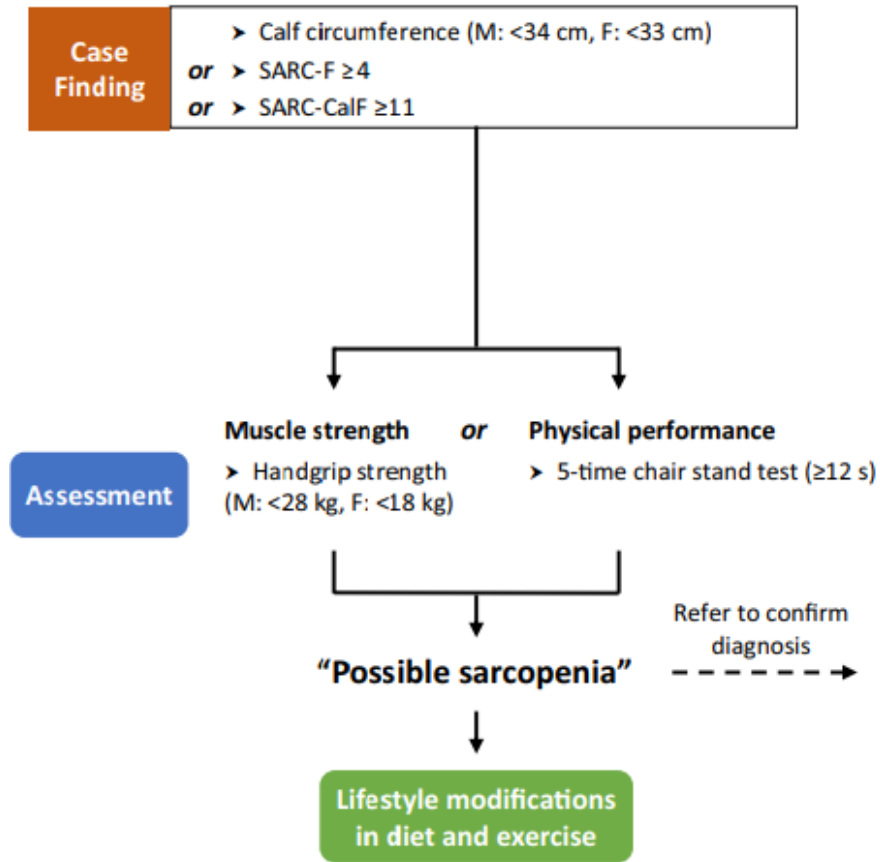 Case
Finding
➤ Calf circumference (M: <34 cm, F: <33 cm)
or ➤ SARC-F ≥4
or ➤ SARC-CalF ≥11
Muscle strength or Physical performance
➤ Handgrip strength
(M: <28 kg, F: <18 kg)
➤ 5-time chair stand test (≥12 s)
Assessment
Refer to confirm
diagnosis
“Possible sarcopenia”
Lifestyle modifications
in diet and exercise